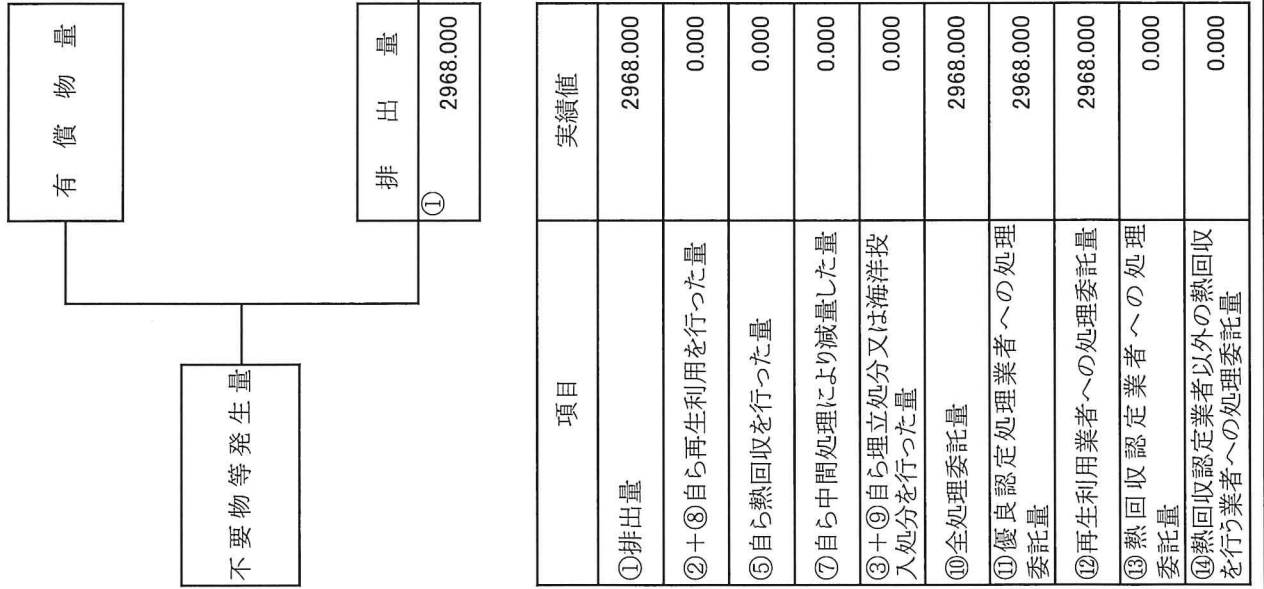 有償物量
不要物等発生量
排出量
①
2968.000
項目 実績値
①排出量 2968.000
②+⑧自ら再生利用を行った量 0.000
⑤自ら熱回収を行った量 0.000
⑦自ら中間処理により減量した量 0.000
③+⑨自ら埋立処分又は海洋投
入処分を行った量 0.000
⑩全処理委託量 2968.000
⑪優良認定処理業者への処理
委託量 2968.000
⑫再生利用業者への処理委託量 2968.000
⑬熱回収認定業者への処理
委託量 0.000
⑭熱回収認定業者以外の熱回収
を行う業者への処理委託量 0.000